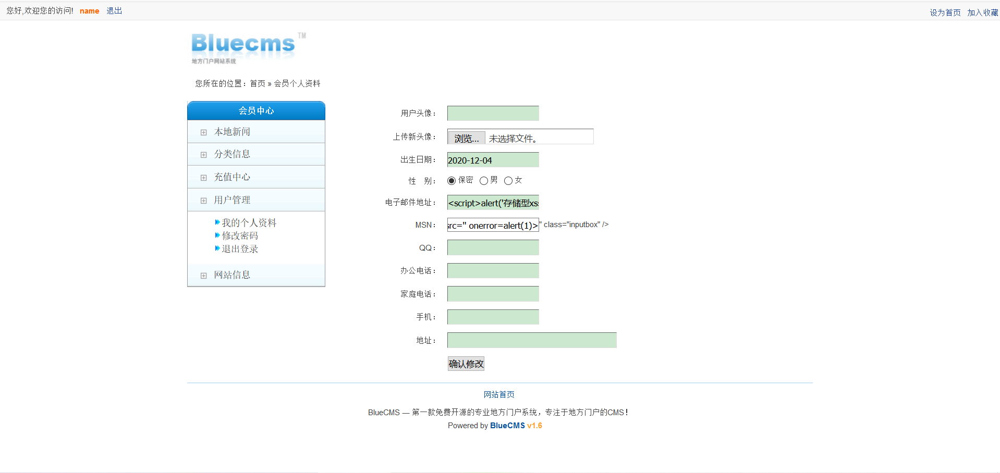 您好,欢迎您的访问! name 退出
设为首页 加入收藏
Bluecms TM
地方门户网站系统
您所在的位置：首页 » 会员个人资料
会员中心
本地新闻
分类信息
充值中心
用户管理
我的个人资料
修改密码
退出登录
网站信息
用户头像：
上传新头像： 浏览... 未选择文件。
出生日期： 2020-12-04
性 别： 保密 男 女
电子邮件地址： <script>alert('存储型xs
MSN： src=" onerror=alert(1)> " class="inputbox" />
QQ：
办公电话：
家庭电话：
手机：
地址：
确认修改
网站首页
BlueCMS — 第一款免费开源的专业地方门户系统，专注于地方门户的CMS！
Powered by BlueCMS v1.6